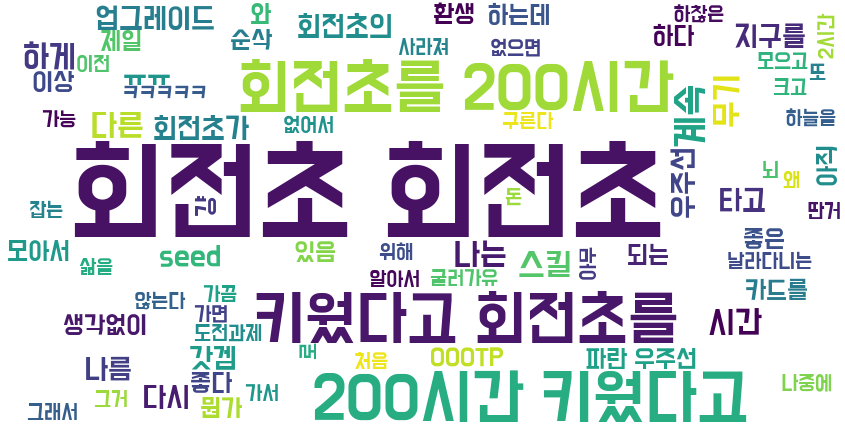 업그레이드 와 회전초의 환생 하는데 하찮은 2시간
하게 이전 제일 순삭 사라져 없으면 하다 지구를 모으고 또
이상 ㅠㅠ ㅋㅋㅋㅋㅋ 회전초를 200시간 크고
가능 다른 회전초가 없어서 구른다 계속 무기 하늘을
회전초 회전초
ㄱㅇ 돈 우주선 뇌 왜 아직
잡는 타고 딴거
모아서 삶을 seed 있음 위해 나는 스킬 망 되는 좋은 날라다니는
알아서 굴러가유 카드를
않는다 가끔 가면 키웠다고 회전초를 시간
생각없이 도전과제
나름 갓겜 새 처음 OOOTP 파란 우주선
좋다 가서 200시간 키웠다고 나중에
그래서 그거 다시 뭔가